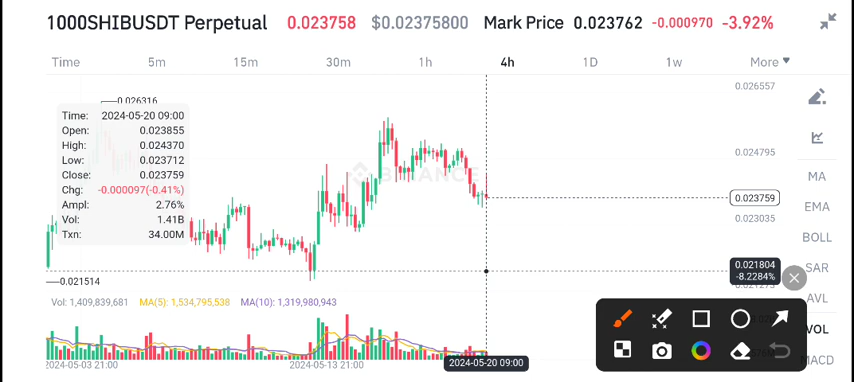 1000SHIBUSDT Perpetual 0.023758 $0.02375800 Mark Price 0.023762 -0.000970 -3.92%
Time 5m 15m 30m 1h 4h 1D 1w More
0.026557
0.026316
Time: 2024-05-20 09:00
Open: 0.023855
High: 0.024370
Low: 0.023712
Close: 0.023759
Chg: -0.000097(-0.41%)
Ampl: 2.76%
Vol: 1.41B
Txn: 34.00M
BINANCE
0.024795
0.023759
0.023035
0.021804
-8.2284%
0.021514
MA
EMA
BOLL
SAR
AVL
VOL
MACD
Vol: 1,409,839,681 MA(5): 1,534,795,538 MA(10): 1,319,980,943
2024-05-03 21:00 2024-05-13 21:00 2024-05-20 09:00